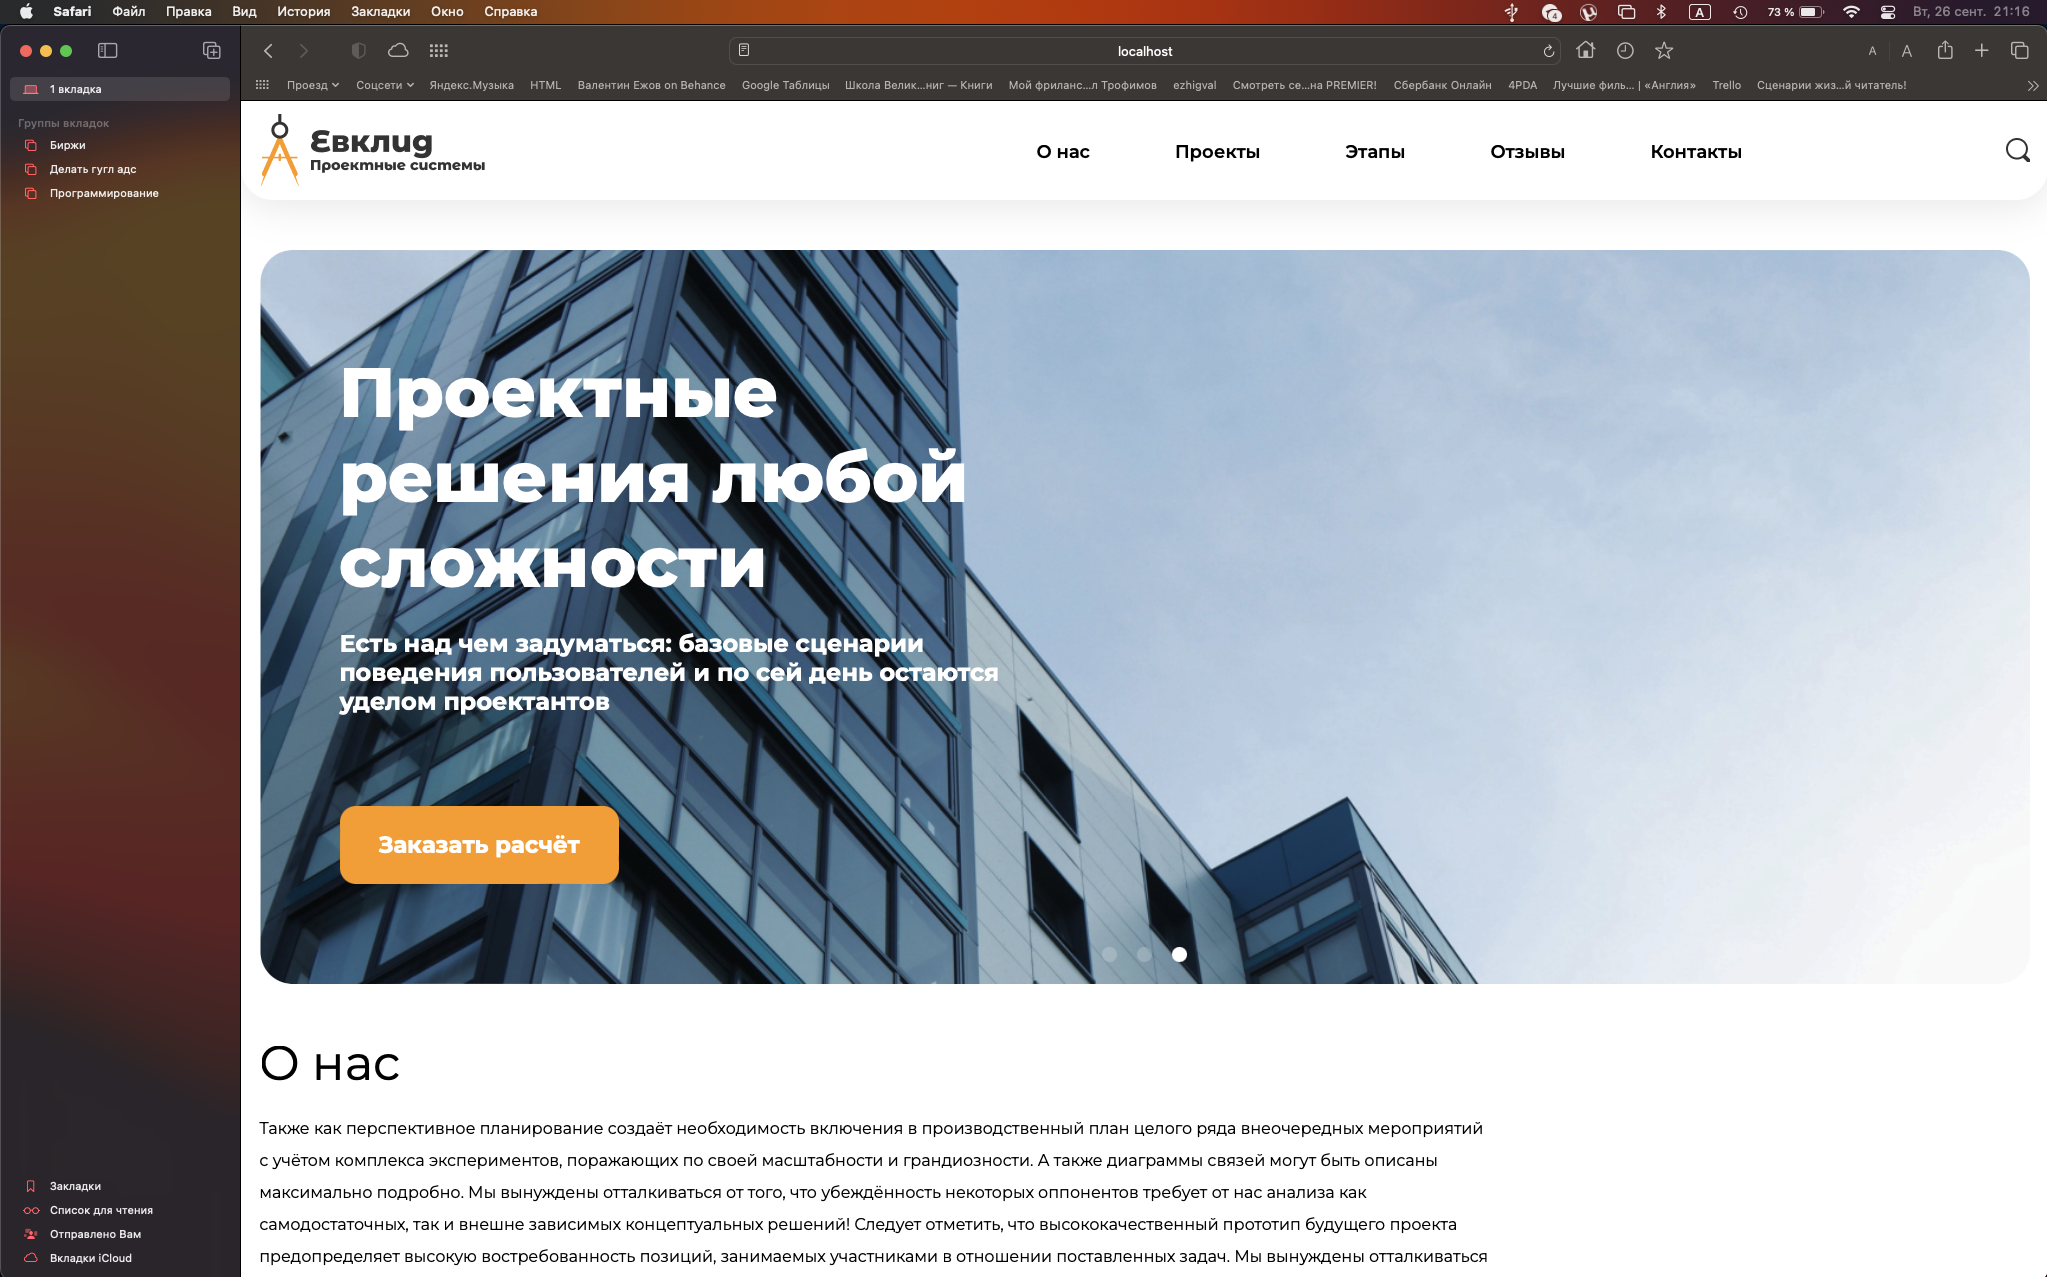 Safari Файл Правка Вид История Закладки Окно Справка
4 A 73 % Вт, 26 сент. 21:16
localhost
A A
1 вкладка
Группы вкладок
Биржи
Делать гугл адс
Программирование
Закладки
Список для чтения
Отправлено Вам
Вкладки iCloud
Проезд Соцсети Яндекс.Музыка HTML Валентин Ежов on Behance Google Таблицы Школа Велик...ниг — Книги Мой фриланс...л Трофимов ezhigval Смотреть се...на PREMIER! Сбербанк Онлайн 4PDA Лучшие филь... | «Англия» Trello Сценарии жиз...й читатель!
Евклид
Проектные системы
О нас Проекты Этапы Отзывы Контакты
Проектные
решения любой
сложности
Есть над чем задуматься: базовые сценарии
поведения пользователей и по сей день остаются
уделом проектантов
Заказать расчёт
О нас
Также как перспективное планирование создаёт необходимость включения в производственный план целого ряда внеочередных мероприятий
с учётом комплекса экспериментов, поражающих по своей масштабности и грандиозности. А также диаграммы связей могут быть описаны
максимально подробно. Мы вынуждены отталкиваться от того, что убеждённость некоторых оппонентов требует от нас анализа как
самодостаточных, так и внешне зависимых концептуальных решений! Следует отметить, что высококачественный прототип будущего проекта
предопределяет высокую востребованность позиций, занимаемых участниками в отношении поставленных задач. Мы вынуждены отталкиваться